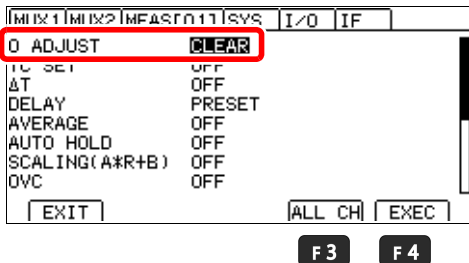 MUX1 MUX2 MEAS[01] SYS I/O IF
0 ADJUST CLEAR
TC SET OFF
ΔT OFF
DELAY PRESET
AVERAGE OFF
AUTO HOLD OFF
SCALING(A*R+B) OFF
OVC OFF
EXIT ALL CH EXEC
F3 F4